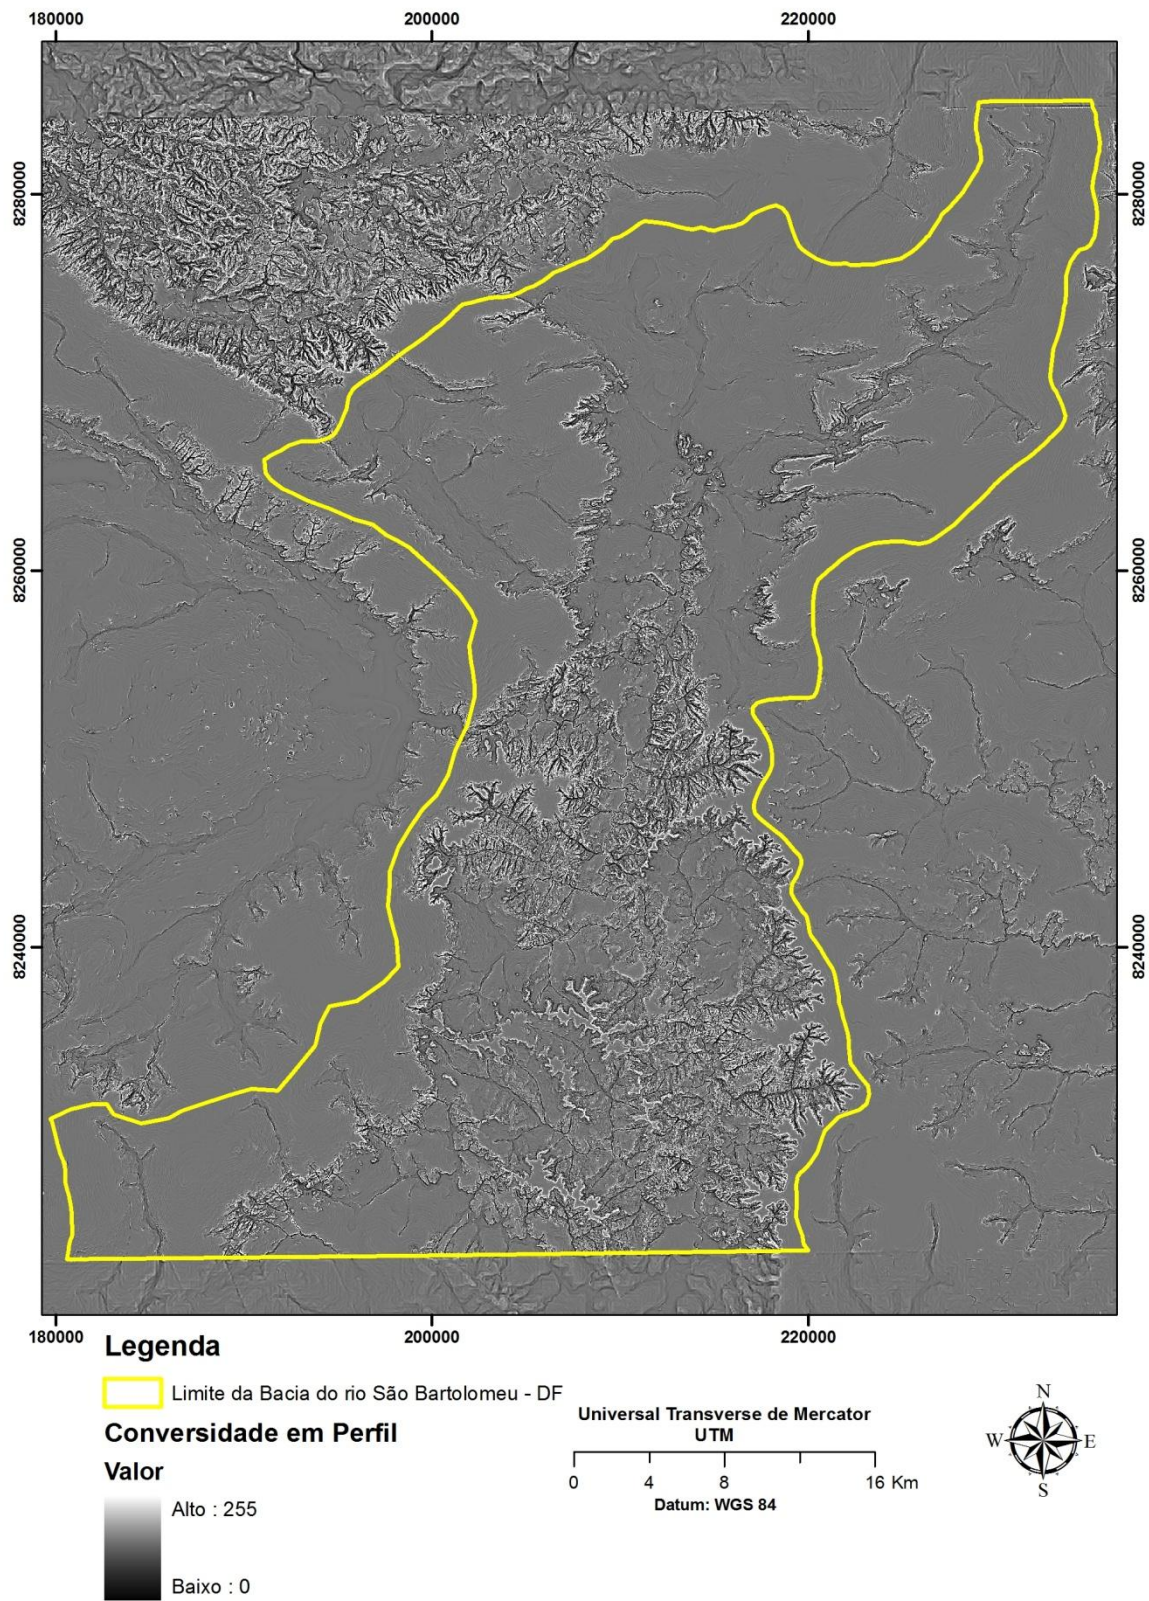 180000 200000 220000
8280000 8280000
8260000 8260000
8240000 8240000
180000 200000 220000
Legenda
Limite da Bacia do rio São Bartolomeu - DF
Conversidade em Perfil
Valor
Alto : 255
Baixo : 0
Universal Transverse de Mercator
UTM
0 4 8 16 Km
Datum: WGS 84
N
W E
S